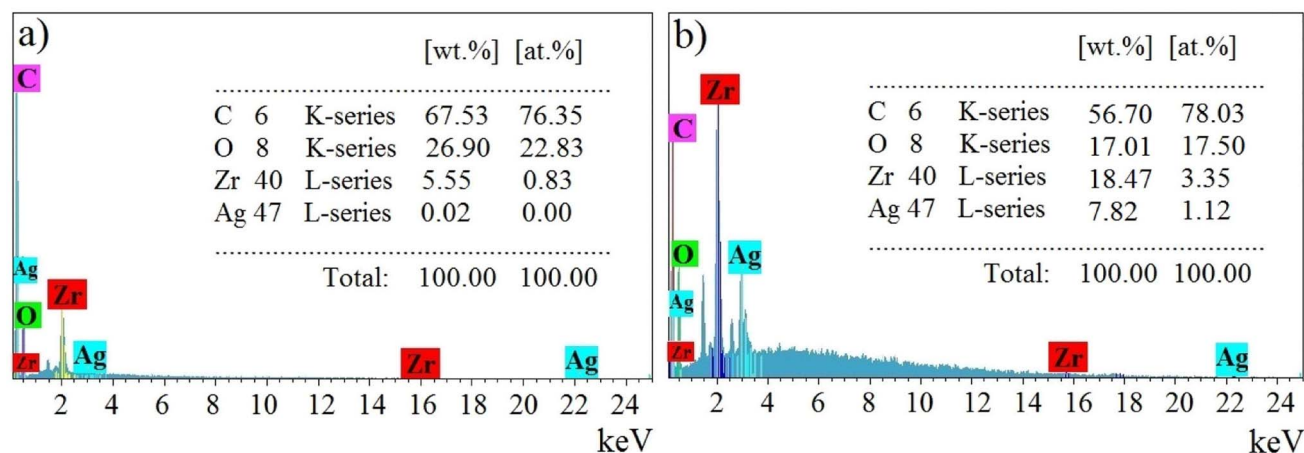 a)
[wt.%] [at.%]
C
C 6 K-series 67.53 76.35
O 8 K-series 26.90 22.83
Zr 40 L-series 5.55 0.83
Ag 47 L-series 0.02 0.00
Total: 100.00 100.00
Ag
Zr
O
Zr
Ag
Zr
Ag
2 4 6 8 10 12 14 16 18 20 22 24
keV
b)
[wt.%] [at.%]
Zr
C
C 6 K-series 56.70 78.03
O 8 K-series 17.01 17.50
Zr 40 L-series 18.47 3.35
Ag 47 L-series 7.82 1.12
Total: 100.00 100.00
O
Ag
Ag
Zr
Zr
Ag
2 4 6 8 10 12 14 16 18 20 22 24
keV